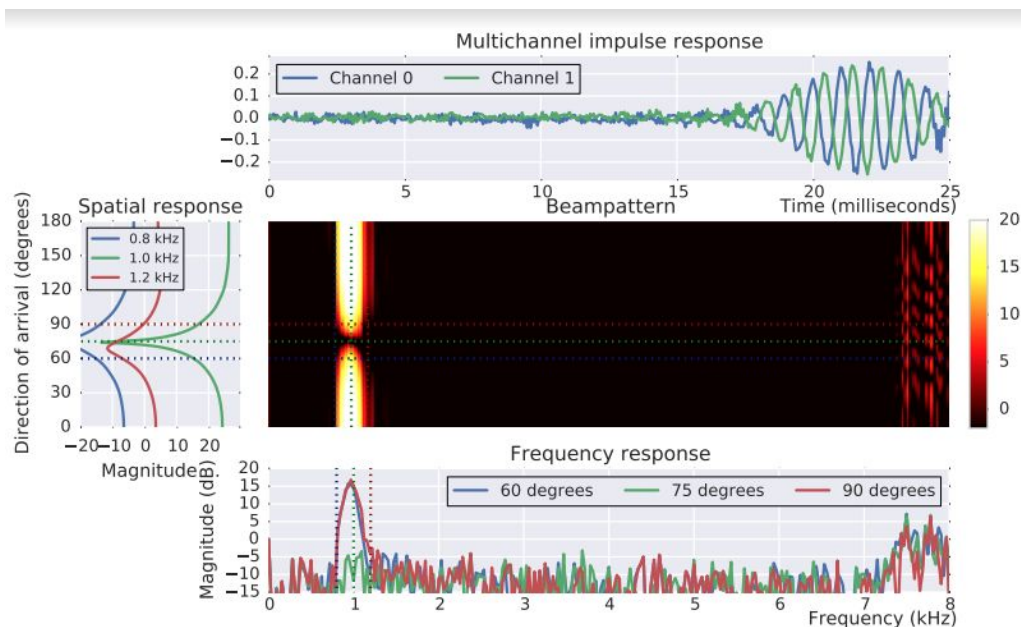 Multichannel impulse response
Channel 0
Channel 1
0.2
0.1
0.0
−0.1
−0.2
0
5
10
15
20
25
Time (milliseconds)
Spatial response
Direction of arrival (degrees)
180
150
120
90
60
30
0
0.8 kHz
1.0 kHz
1.2 kHz
−20
−10
0
10
20
Magnitude
Beampattern
20
15
10
5
0
Frequency response
Magnitude (dB)
20
15
10
5
0
−5
−10
−15
60 degrees
75 degrees
90 degrees
0
1
2
3
4
5
6
7
8
Frequency (kHz)